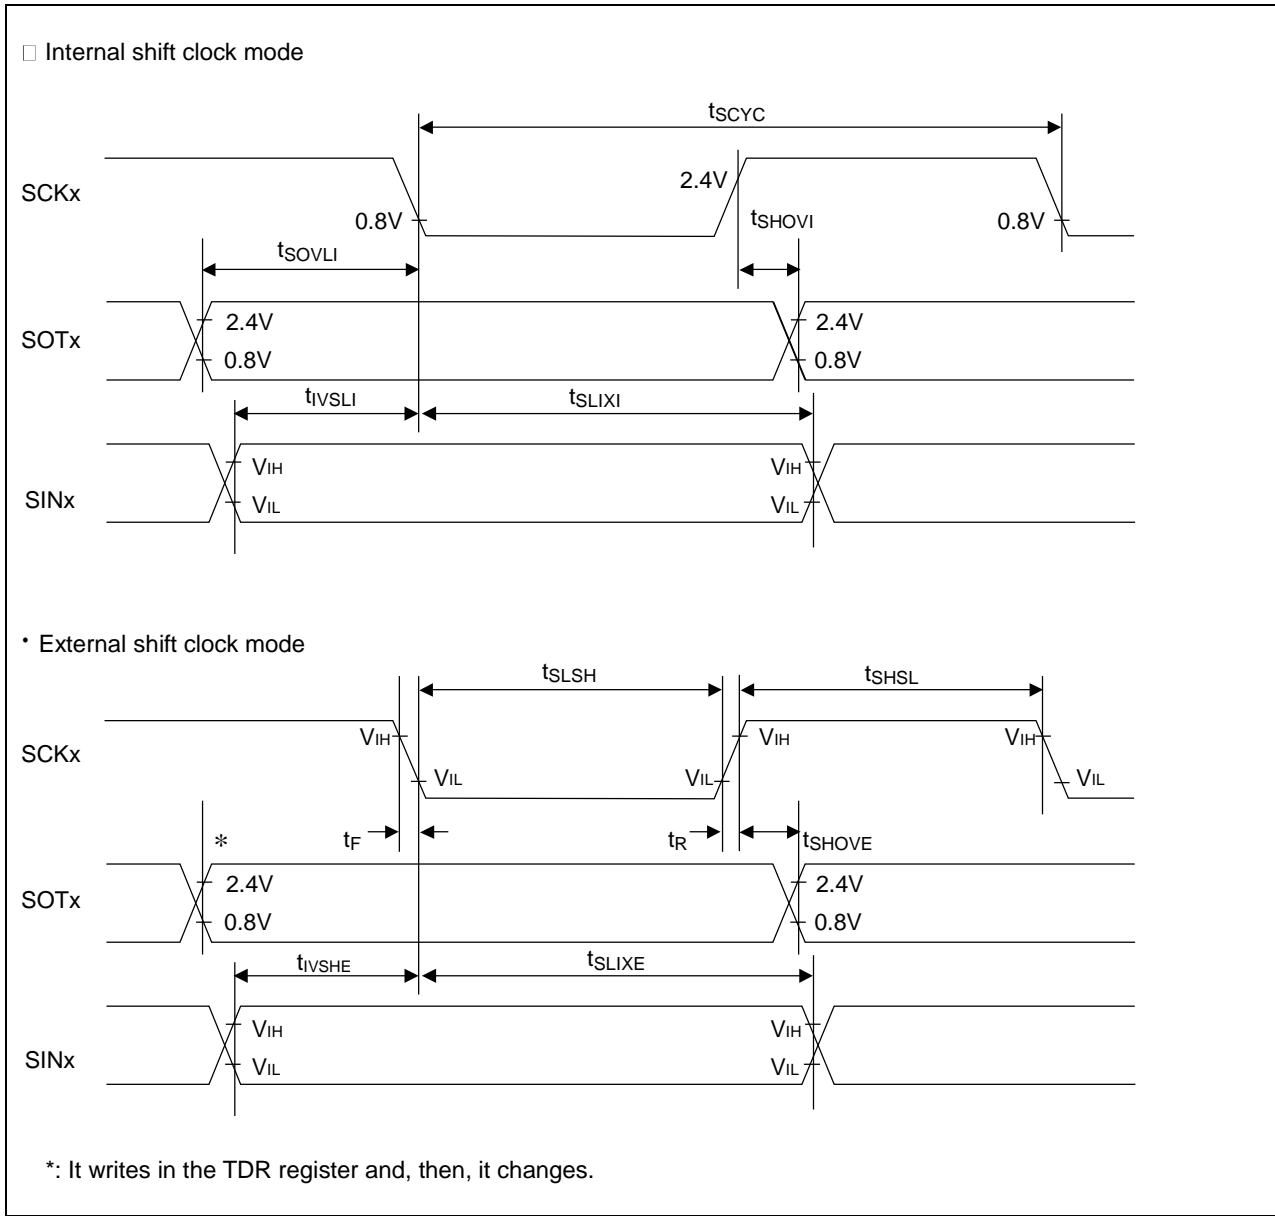 □ Internal shift clock mode
tSCYC
SCKx
2.4V
0.8V
tSHOVI
0.8V
tSOVLI
SOTx
2.4V
0.8V
2.4V
0.8V
tIVSLI
tSLIXI
SINx
VIH
VIL
VIH
VIL
• External shift clock mode
tSLSH
tSHSL
SCKx
VIH
VIL
VIL
VIH
VIH
VIL
*
tF
tR
tSHOVE
SOTx
2.4V
0.8V
2.4V
0.8V
tIVSHE
tSLIXE
SINx
VIH
VIL
VIH
VIL
*: It writes in the TDR register and, then, it changes.